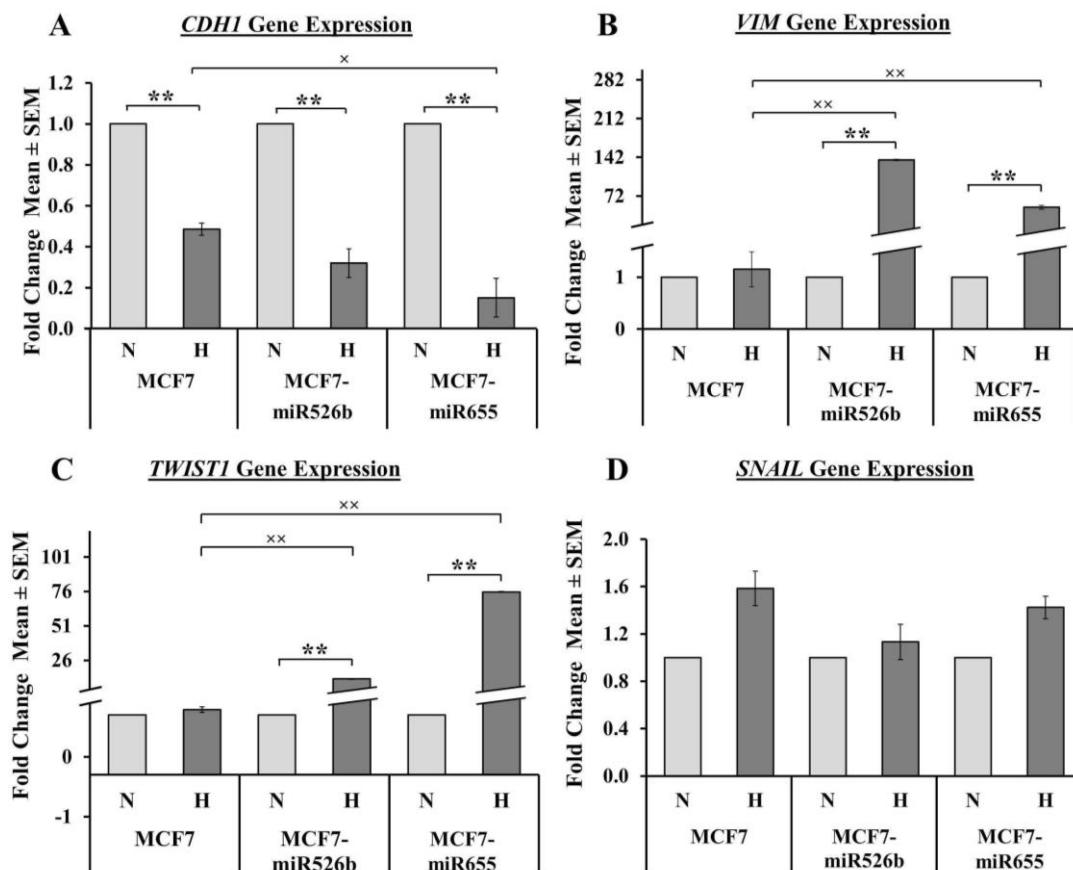 A
CDH1 Gene Expression
×
**
**
**
Fold Change Mean ± SEM
1.2
1.0
0.8
0.6
0.4
0.2
0.0
N
H
N
H
N
H
MCF7
MCF7-
miR526b
MCF7-
miR655
B
VIM Gene Expression
××
××
**
**
Fold Change Mean ± SEM
282
212
142
72
1
0
N
H
N
H
N
H
MCF7
MCF7-
miR526b
MCF7-
miR655
C
TWIST1 Gene Expression
××
××
**
**
Fold Change Mean ± SEM
101
76
51
26
0
-1
N
H
N
H
N
H
MCF7
MCF7-
miR526b
MCF7-
miR655
D
SNAIL Gene Expression
Fold Change Mean ± SEM
2.0
1.6
1.2
0.8
0.4
0.0
N
H
N
H
N
H
MCF7
MCF7-
miR526b
MCF7-
miR655